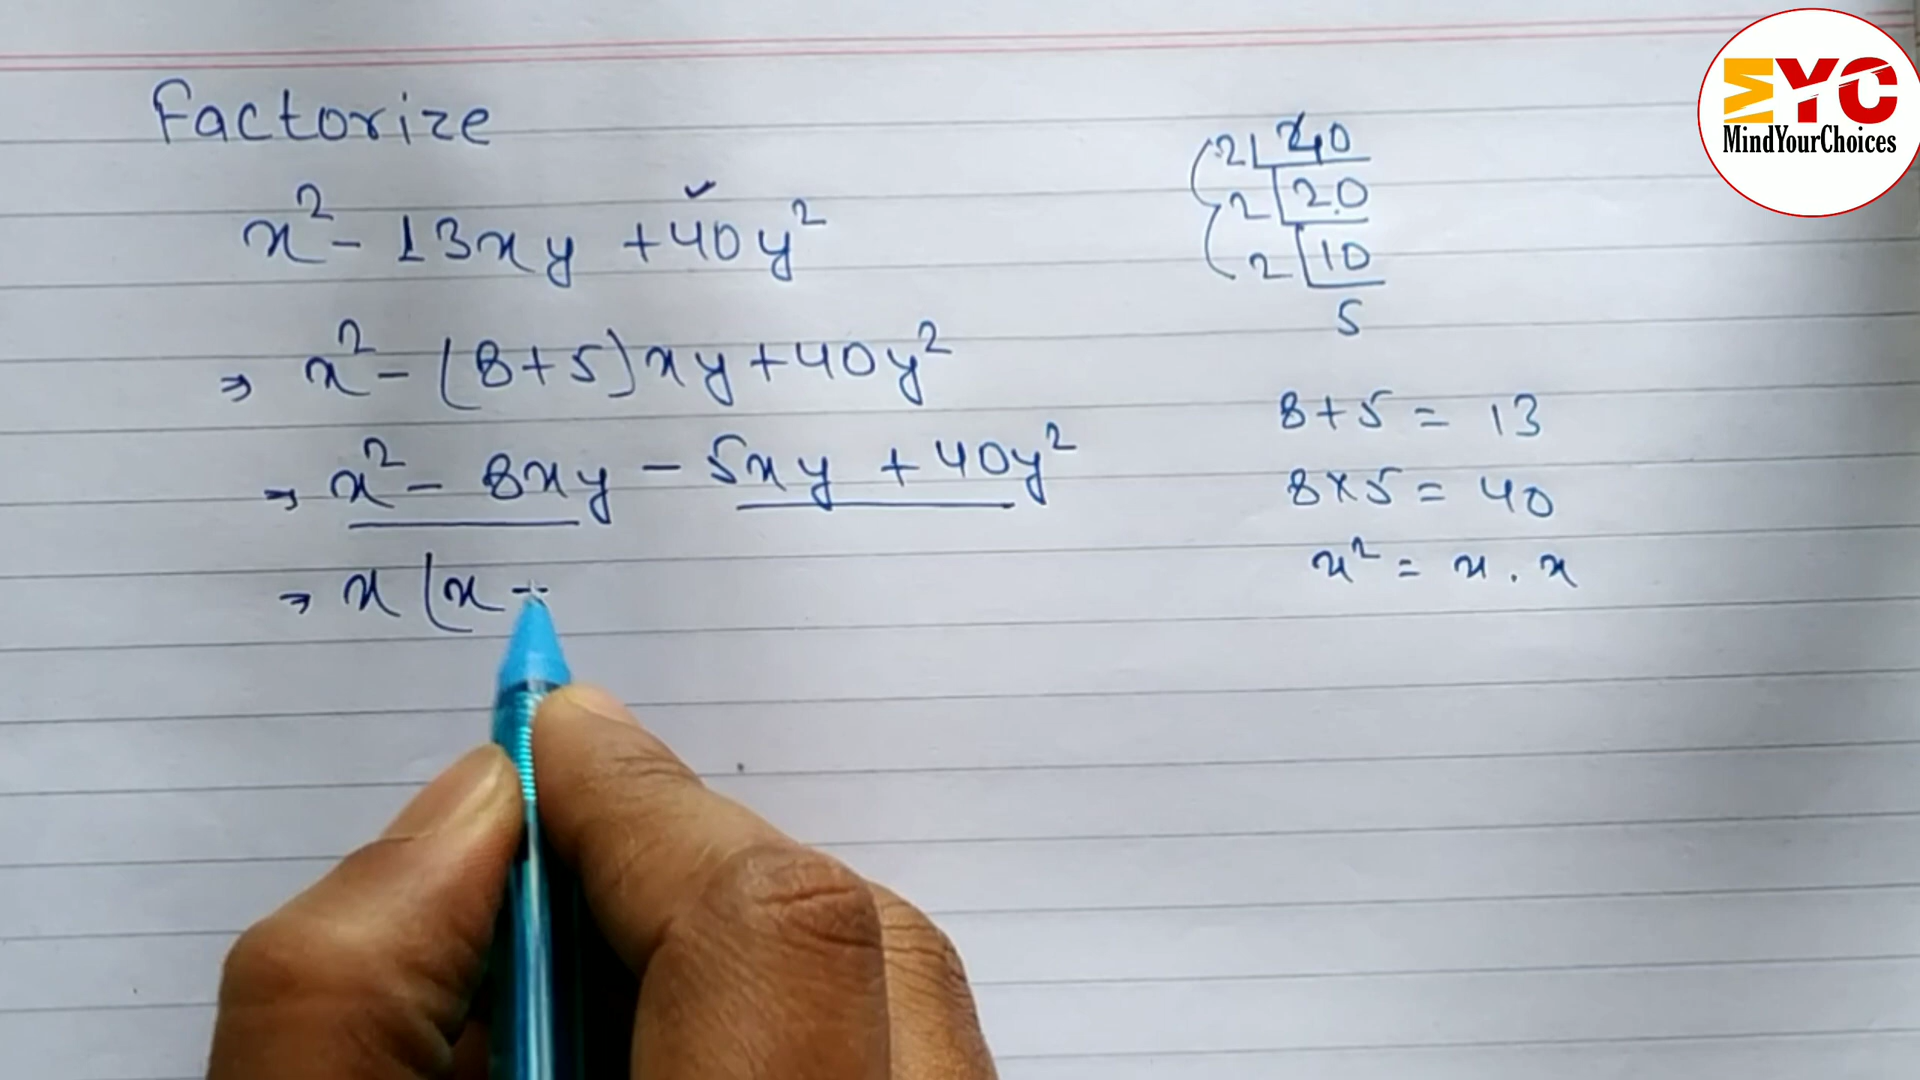 Factorize
x² - 13xy + 40y²
⇒ x² - (8+5)xy + 40y²
⇒ x² - 8xy - 5xy + 40y²
⇒ x (x -
2 | 40
2 | 20
2 | 10
5
8+5 = 13
8×5 = 40
x² = x . x
MYC
MindYourChoices